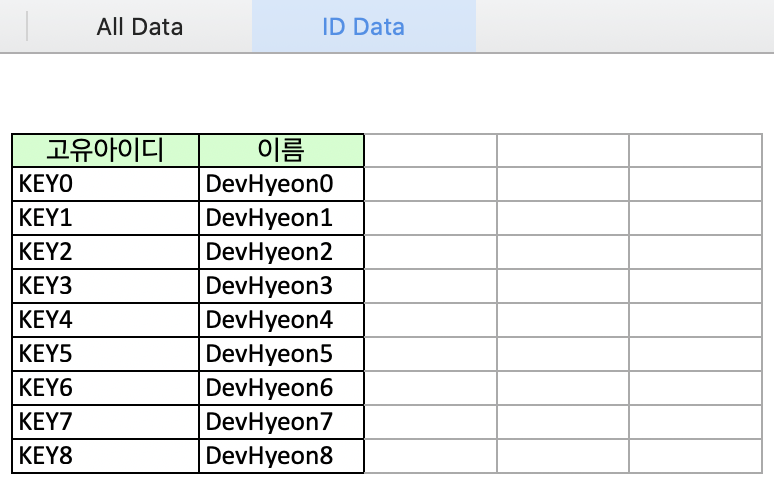 All Data ID Data
고유아이디 이름
KEY0 DevHyeon0
KEY1 DevHyeon1
KEY2 DevHyeon2
KEY3 DevHyeon3
KEY4 DevHyeon4
KEY5 DevHyeon5
KEY6 DevHyeon6
KEY7 DevHyeon7
KEY8 DevHyeon8